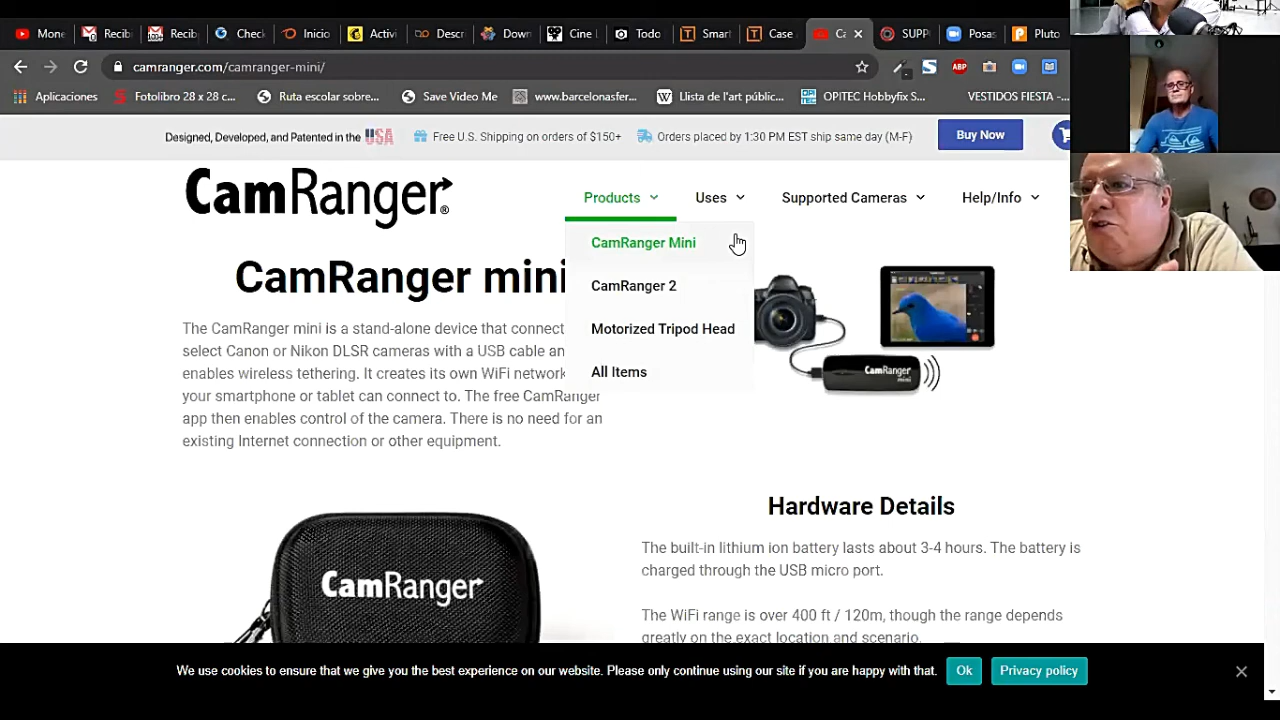 Mone
Recib
Recib
Check
Inicio
Activi
Descr
Down
Cine
Todo
Smar
Case
Ca
SUPP
Posas
Pluto
camranger.com/camranger-mini/
ABP
Aplicaciones
Fotolibro 28 x 28 c...
Ruta escolar sobre...
Save Video Me
www.barcelonasfer...
Llista de l'art públic...
OPITEC Hobbyfix S...
VESTIDOS FIESTA –...
Designed, Developed, and Patented in the USA
Free U.S. Shipping on orders of $150+
Orders placed by 1:30 PM EST ship same day (M-F)
Buy Now
CamRanger®
Products
Uses
Supported Cameras
Help/Info
CamRanger Mini
CamRanger 2
Motorized Tripod Head
All Items
CamRanger mini
The CamRanger mini is a stand-alone device that connect
select Canon or Nikon DLSR cameras with a USB cable an
enables wireless tethering. It creates its own WiFi network
your smartphone or tablet can connect to. The free CamRanger
app then enables control of the camera. There is no need for an
existing Internet connection or other equipment.
CamRanger
mini
CamRanger
Hardware Details
The built-in lithium ion battery lasts about 3-4 hours. The battery is
charged through the USB micro port.
The WiFi range is over 400 ft / 120m, though the range depends
greatly on the exact location and scenario.
We use cookies to ensure that we give you the best experience on our website. Please only continue using our site if you are happy with that.
Ok
Privacy policy